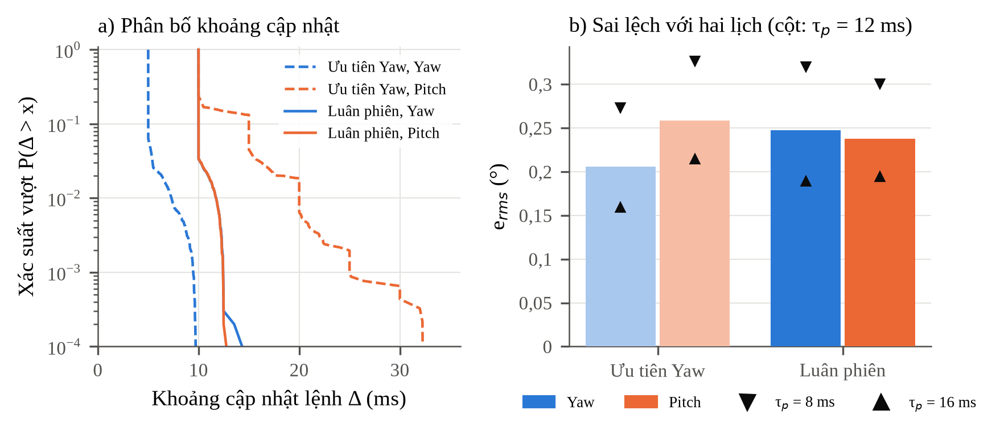 a) Phân bố khoảng cập nhật
10⁰
10⁻¹
10⁻²
10⁻³
10⁻⁴
Xác suất vượt P(Δ > x)
0 10 20 30
Khoảng cập nhật lệnh Δ (ms)
Ưu tiên Yaw, Yaw
Ưu tiên Yaw, Pitch
Luân phiên, Yaw
Luân phiên, Pitch
b) Sai lệch với hai lịch (cột: τₚ = 12 ms)
0,3
0,25
0,2
0,15
0,1
0,05
0
eᵣₘₛ (°)
Ưu tiên Yaw Luân phiên
Yaw Pitch τₚ = 8 ms τₚ = 16 ms